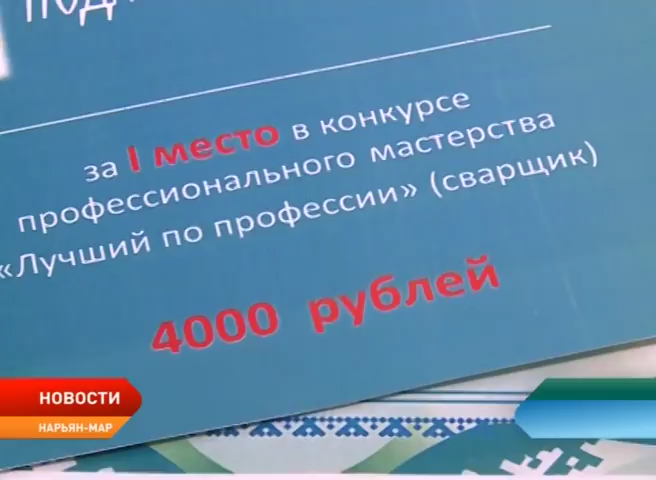 за I место в конкурсе
профессионального мастерства
«Лучший по профессии» (сварщик)
4000 рублей
НОВОСТИ
НАРЬЯН-МАР